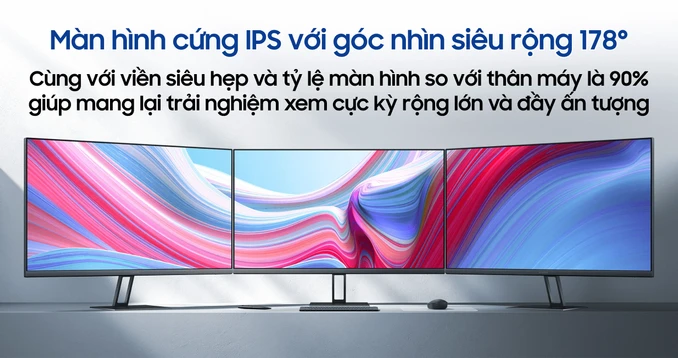 Màn hình cứng IPS với góc nhìn siêu rộng 178°
Cùng với viền siêu hẹp và tỷ lệ màn hình so với thân máy là 90%
giúp mang lại trải nghiệm xem cực kỳ rộng lớn và đầy ấn tượng